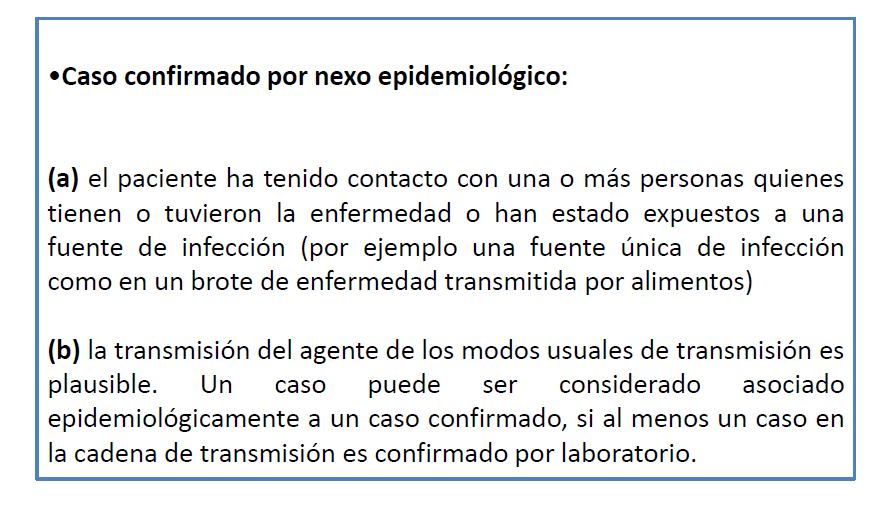 •Caso confirmado por nexo epidemiológico:
(a) el paciente ha tenido contacto con una o más personas quienes
tienen o tuvieron la enfermedad o han estado expuestos a una
fuente de infección (por ejemplo una fuente única de infección
como en un brote de enfermedad transmitida por alimentos)
(b) la transmisión del agente de los modos usuales de transmisión es
plausible. Un caso puede ser considerado asociado
epidemiológicamente a un caso confirmado, si al menos un caso en
la cadena de transmisión es confirmado por laboratorio.